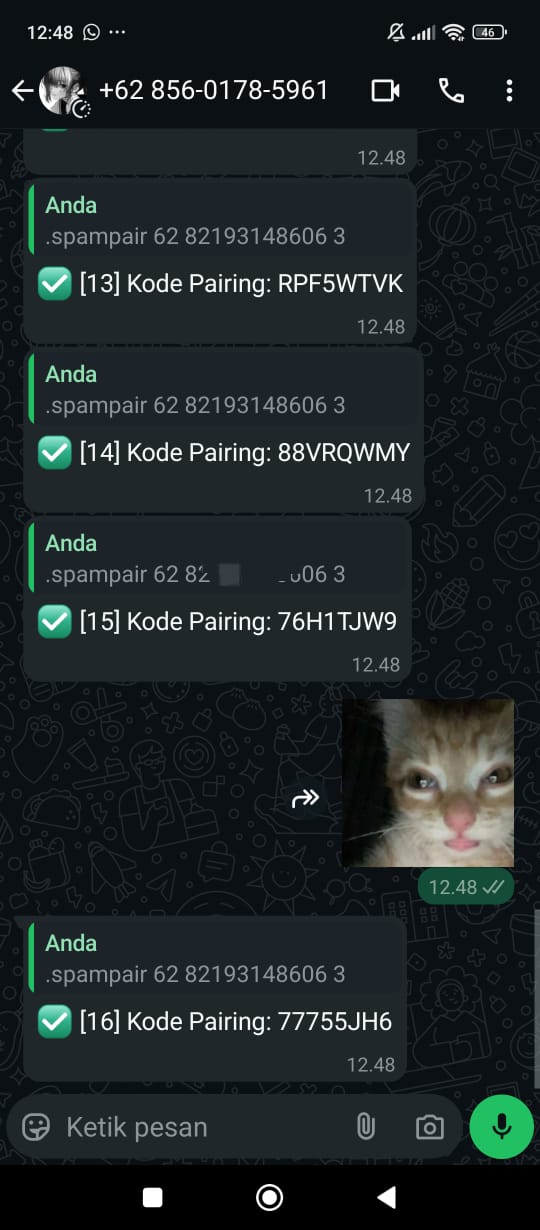 12:48
46
+62 856-0178-5961
12.48
Anda
.spampair 62 82193148606 3
[13] Kode Pairing: RPF5WTVK
12.48
Anda
.spampair 62 82193148606 3
[14] Kode Pairing: 88VRQWMY
12.48
Anda
.spampair 62 82 06 3
[15] Kode Pairing: 76H1TJW9
12.48
12.48
Anda
.spampair 62 82193148606 3
[16] Kode Pairing: 77755JH6
12.48
Ketik pesan